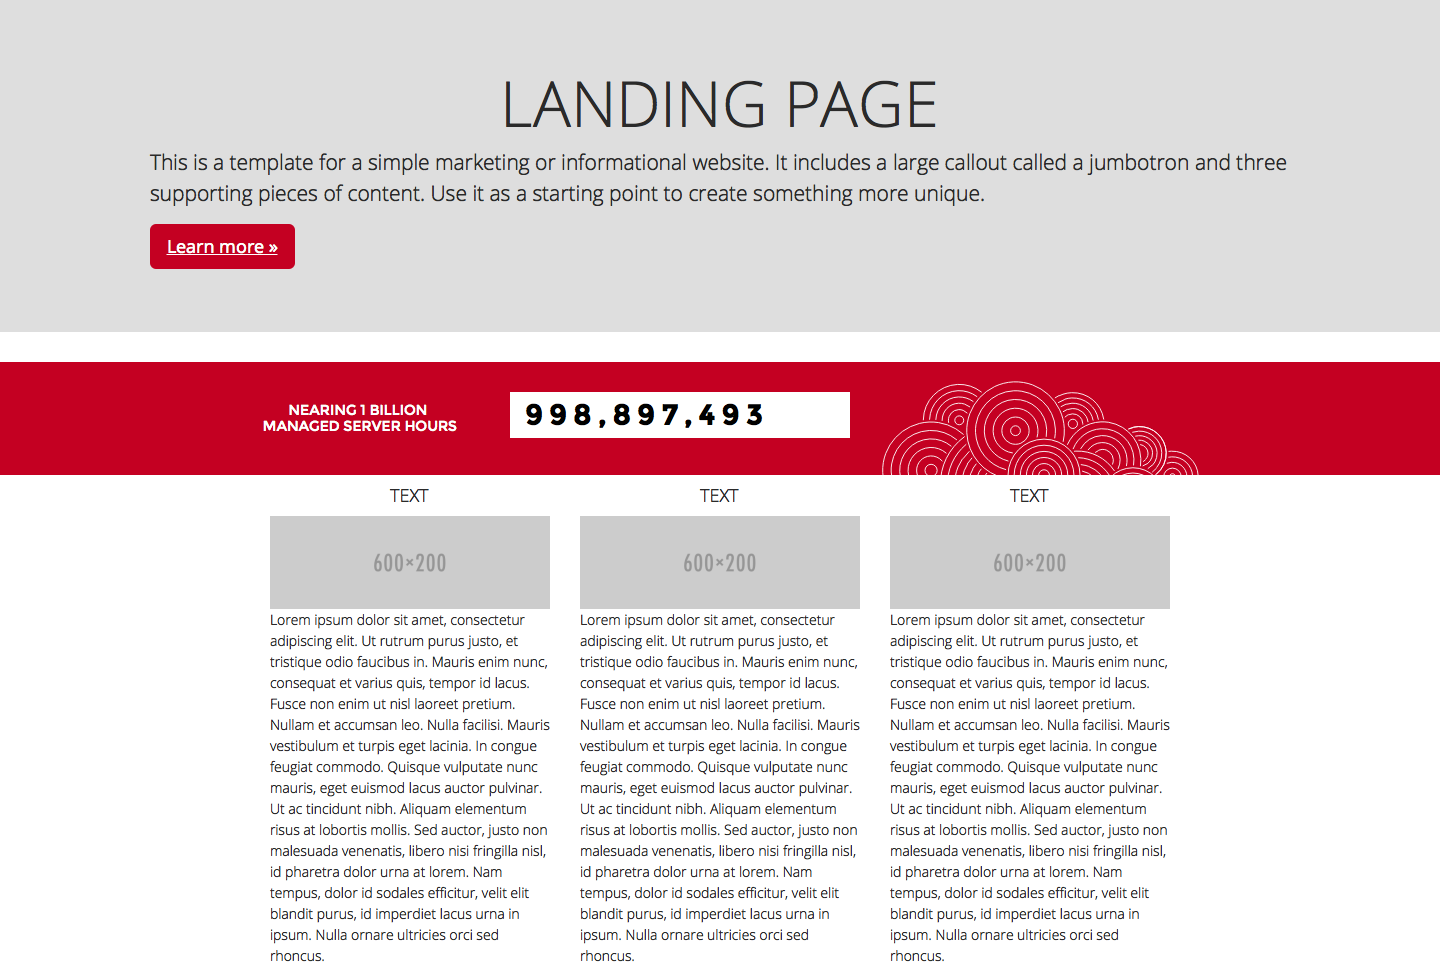 LANDING PAGE
This is a template for a simple marketing or informational website. It includes a large callout called a jumbotron and three
supporting pieces of content. Use it as a starting point to create something more unique.
Learn more »
NEARING 1 BILLION
MANAGED SERVER HOURS
998,897,493
TEXT
600×200
Lorem ipsum dolor sit amet, consectetur
adipiscing elit. Ut rutrum purus justo, et
tristique odio faucibus in. Mauris enim nunc,
consequat et varius quis, tempor id lacus.
Fusce non enim ut nisl laoreet pretium.
Nullam et accumsan leo. Nulla facilisi. Mauris
vestibulum et turpis eget lacinia. In congue
feugiat commodo. Quisque vulputate nunc
mauris, eget euismod lacus auctor pulvinar.
Ut ac tincidunt nibh. Aliquam elementum
risus at lobortis mollis. Sed auctor, justo non
malesuada venenatis, libero nisi fringilla nisl,
id pharetra dolor urna at lorem. Nam
tempus, dolor id sodales efficitur, velit elit
blandit purus, id imperdiet lacus urna in
ipsum. Nulla ornare ultricies orci sed
rhoncus.
TEXT
600×200
Lorem ipsum dolor sit amet, consectetur
adipiscing elit. Ut rutrum purus justo, et
tristique odio faucibus in. Mauris enim nunc,
consequat et varius quis, tempor id lacus.
Fusce non enim ut nisl laoreet pretium.
Nullam et accumsan leo. Nulla facilisi. Mauris
vestibulum et turpis eget lacinia. In congue
feugiat commodo. Quisque vulputate nunc
mauris, eget euismod lacus auctor pulvinar.
Ut ac tincidunt nibh. Aliquam elementum
risus at lobortis mollis. Sed auctor, justo non
malesuada venenatis, libero nisi fringilla nisl,
id pharetra dolor urna at lorem. Nam
tempus, dolor id sodales efficitur, velit elit
blandit purus, id imperdiet lacus urna in
ipsum. Nulla ornare ultricies orci sed
rhoncus.
TEXT
600×200
Lorem ipsum dolor sit amet, consectetur
adipiscing elit. Ut rutrum purus justo, et
tristique odio faucibus in. Mauris enim nunc,
consequat et varius quis, tempor id lacus.
Fusce non enim ut nisl laoreet pretium.
Nullam et accumsan leo. Nulla facilisi. Mauris
vestibulum et turpis eget lacinia. In congue
feugiat commodo. Quisque vulputate nunc
mauris, eget euismod lacus auctor pulvinar.
Ut ac tincidunt nibh. Aliquam elementum
risus at lobortis mollis. Sed auctor, justo non
malesuada venenatis, libero nisi fringilla nisl,
id pharetra dolor urna at lorem. Nam
tempus, dolor id sodales efficitur, velit elit
blandit purus, id imperdiet lacus urna in
ipsum. Nulla ornare ultricies orci sed
rhoncus.